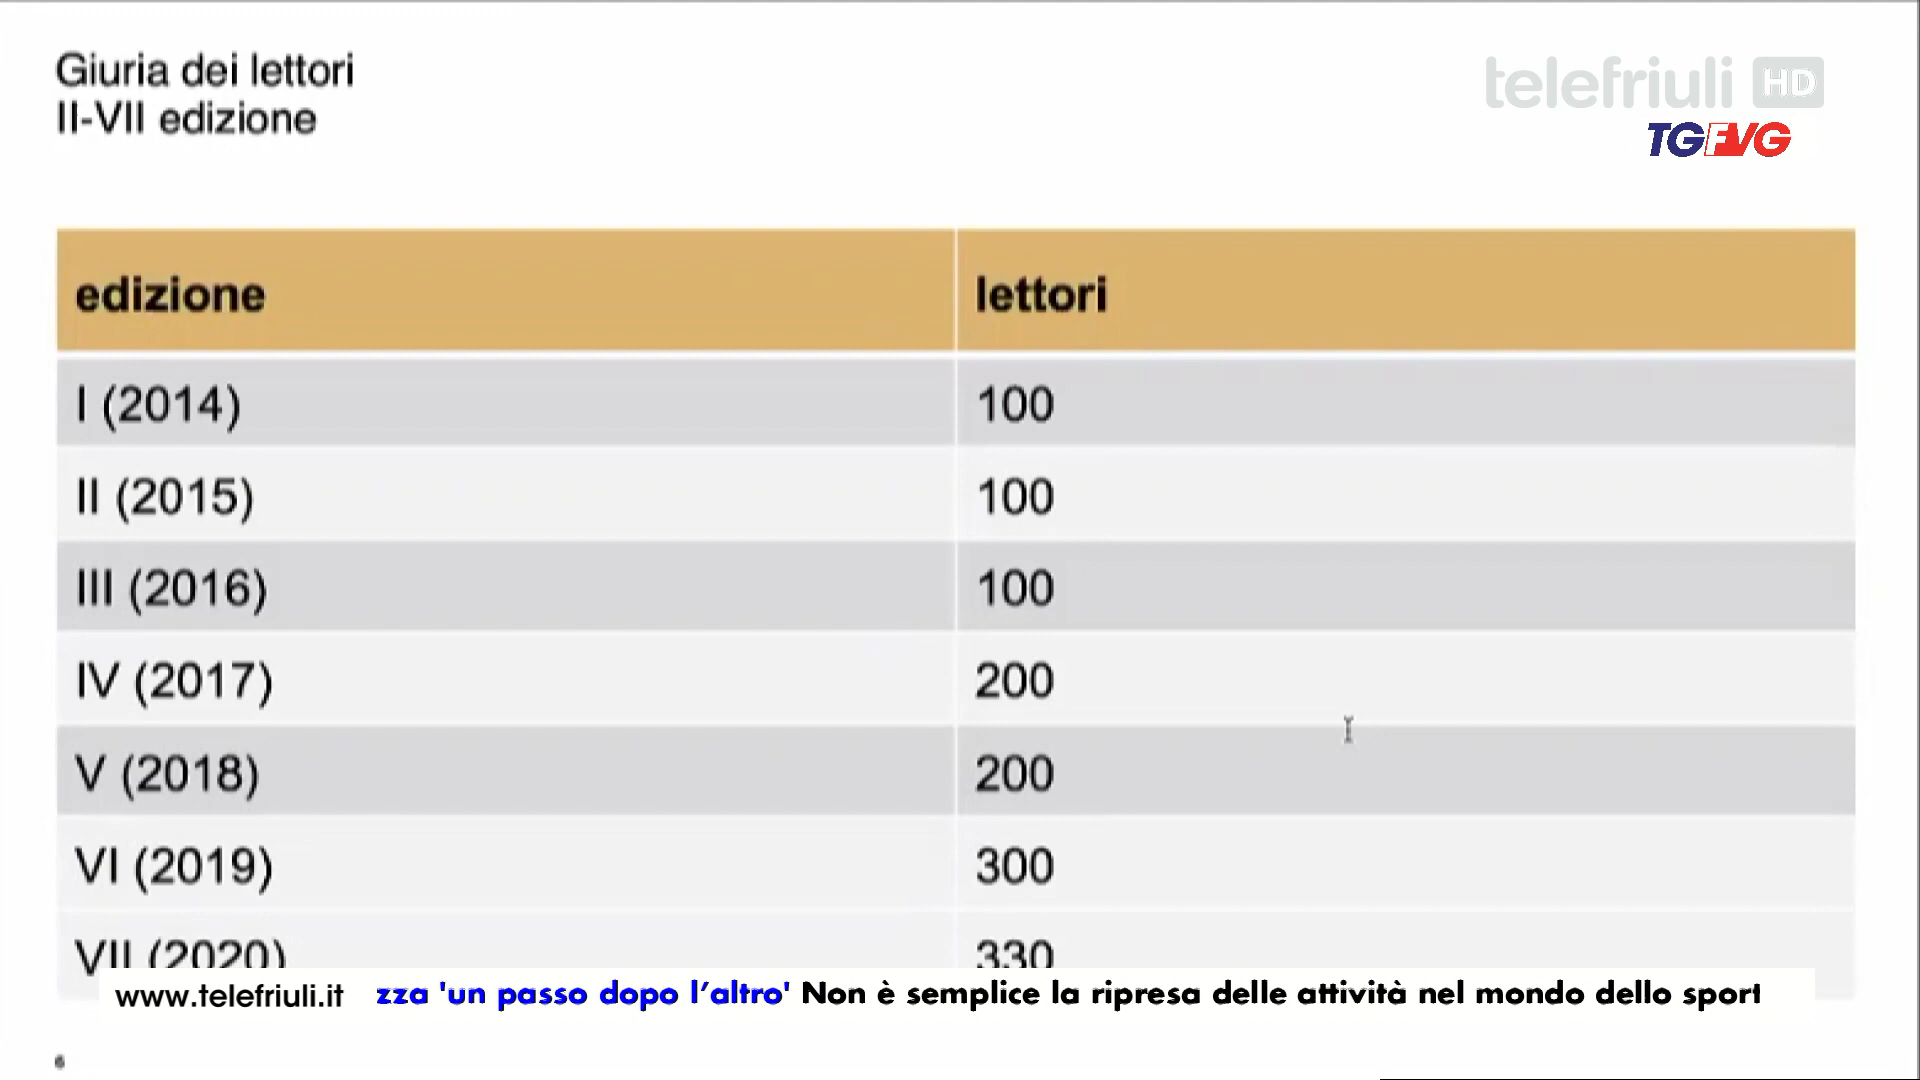 Giuria dei lettori
II-VII edizione
telefriuli HD
TGFVG
edizione lettori
I (2014) 100
II (2015) 100
III (2016) 100
IV (2017) 200
V (2018) 200
VI (2019) 300
VII (2020) 330
www.telefriuli.it zza 'un passo dopo l’altro' Non è semplice la ripresa delle attività nel mondo dello sport
6